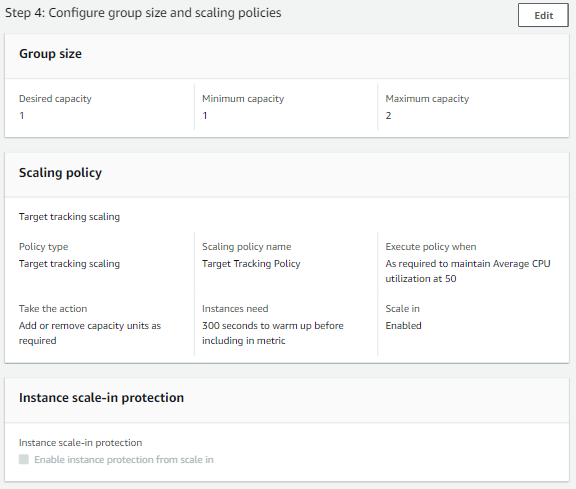 Step 4: Configure group size and scaling policies
Edit
Group size
Desired capacity
1
Minimum capacity
1
Maximum capacity
2
Scaling policy
Target tracking scaling
Policy type
Target tracking scaling
Scaling policy name
Target Tracking Policy
Execute policy when
As required to maintain Average CPU
utilization at 50
Take the action
Add or remove capacity units as
required
Instances need
300 seconds to warm up before
including in metric
Scale in
Enabled
Instance scale-in protection
Instance scale-in protection
Enable instance protection from scale in